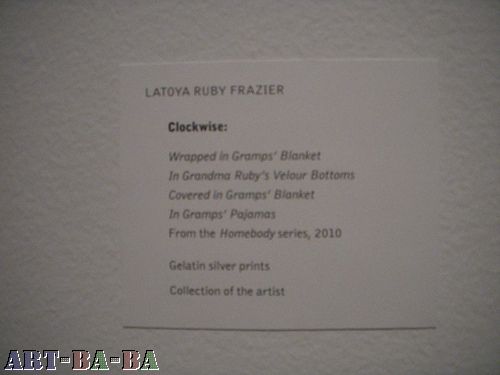 LATOYA RUBY FRAZIER
Clockwise:
Wrapped in Gramps' Blanket
In Grandma Ruby's Velour Bottoms
Covered in Gramps' Blanket
In Gramps' Pajamas
From the Homebody series, 2010
Gelatin silver prints
Collection of the artist
ART-BA-BA